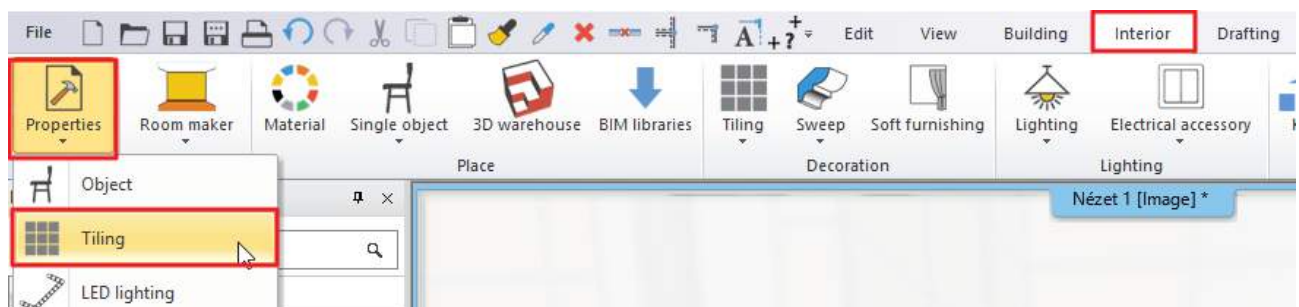 File Edit View Building Interior Drafting
Properties Room maker Material Single object 3D warehouse BIM libraries Tiling Sweep Soft furnishing Lighting Electrical accessory
Place Decoration Lighting
Object
Nézet 1 [Image] *
Tiling
LED lighting